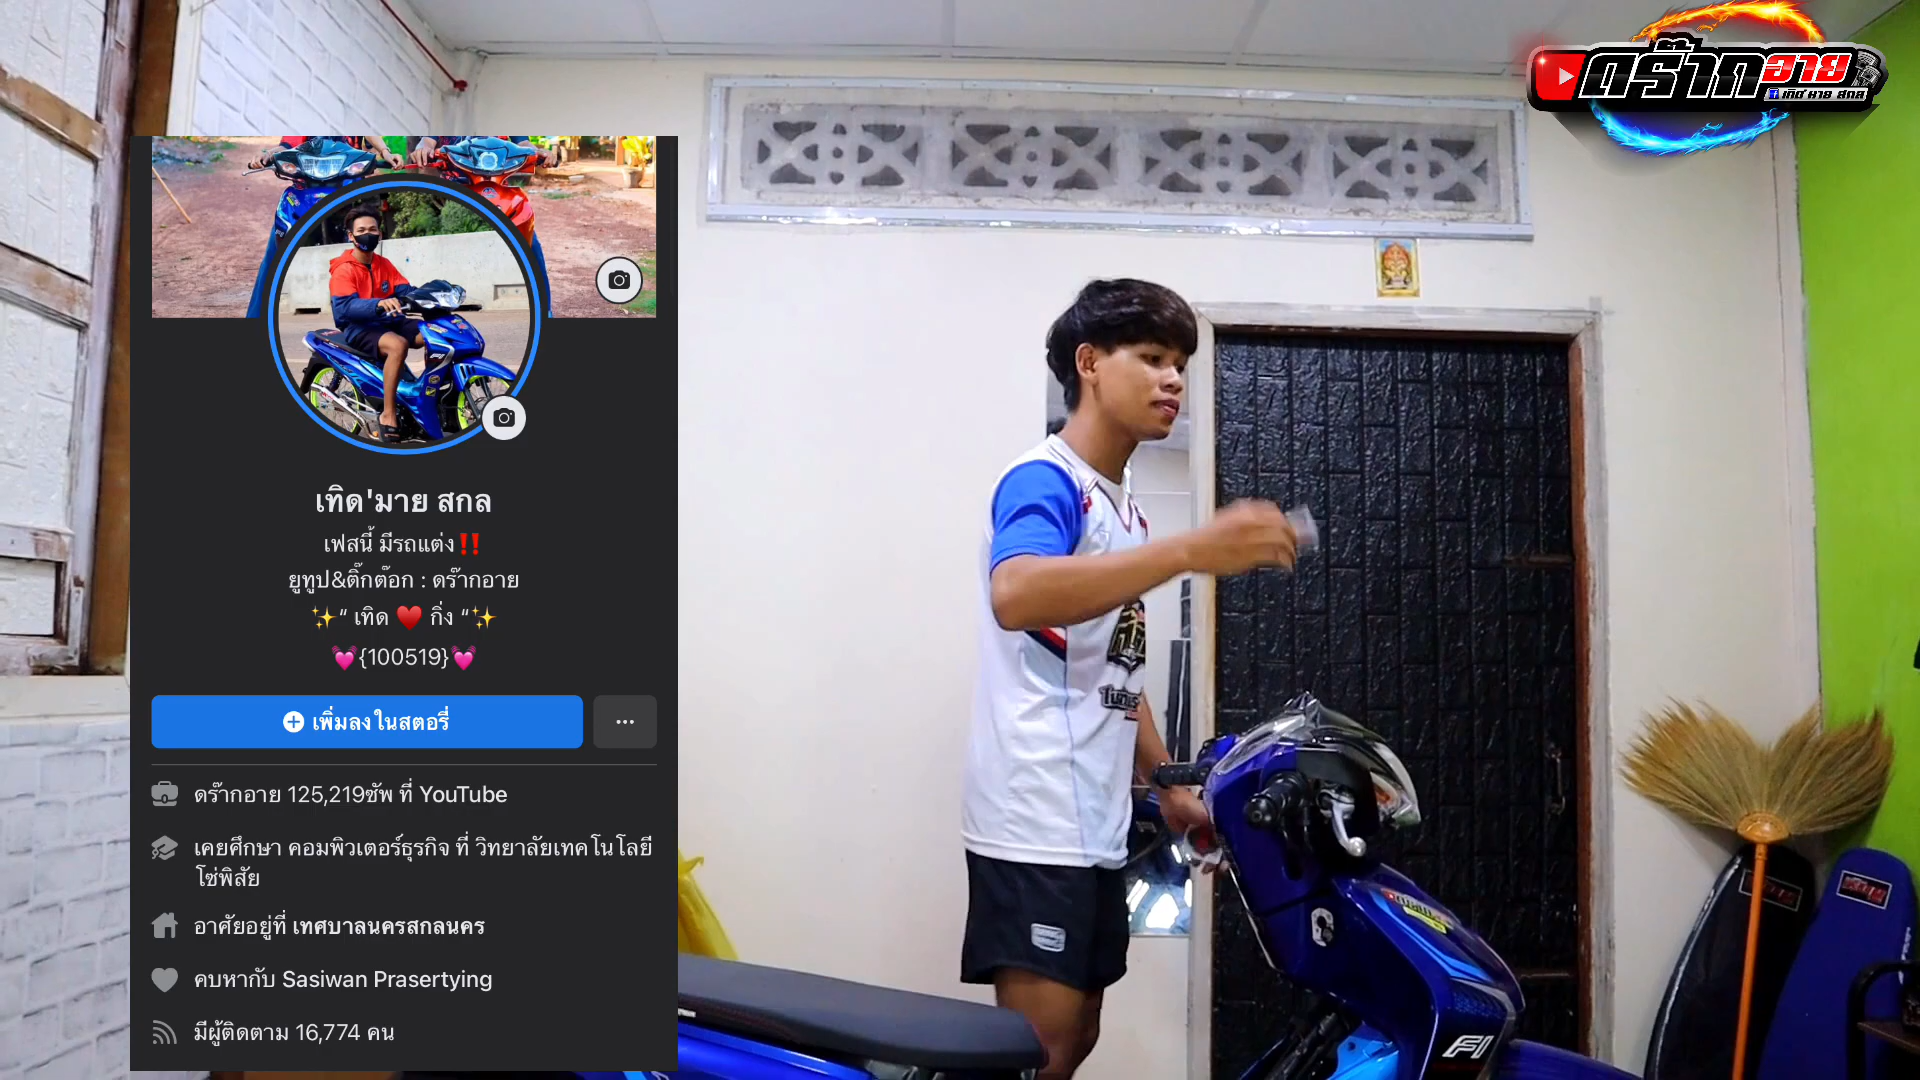 ดร๊ากอาย
เทิด'มาย สกล
เทิด'มาย สกล
เฟสนี้ มีรถแต่ง‼️
ยูทูป&ติ๊กต๊อก : ดร๊ากอาย
✨“ เทิด ♥️ กิ่ง “✨
💓{100519}💓
เพิ่มลงในสตอรี่
ดร๊ากอาย 125,219ซัพ ที่ YouTube
เคยศึกษา คอมพิวเตอร์ธุรกิจ ที่ วิทยาลัยเทคโนโลยี
โซ่พิสัย
อาศัยอยู่ที่ เทศบาลนครสกลนคร
คบหากับ Sasiwan Prasertying
มีผู้ติดตาม 16,774 คน
FI